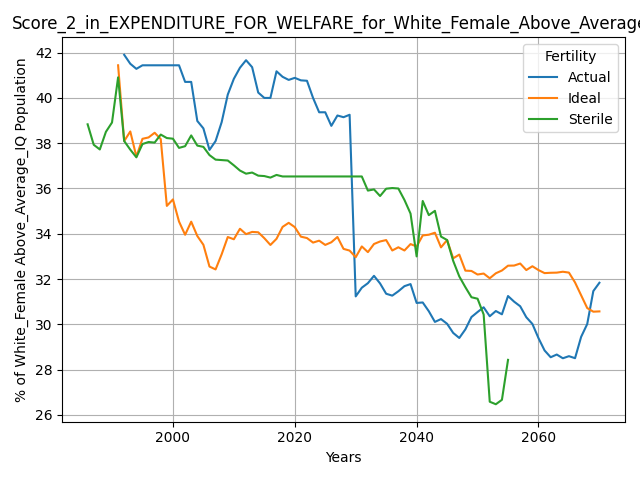 Score_2_in_EXPENDITURE_FOR_WELFARE_for_White_Female_Above_Average
Fertility
Actual
Ideal
Sterile
% of White_Female Above_Average_IQ Population
42
40
38
36
34
32
30
28
26
2000 2020 2040 2060
Years